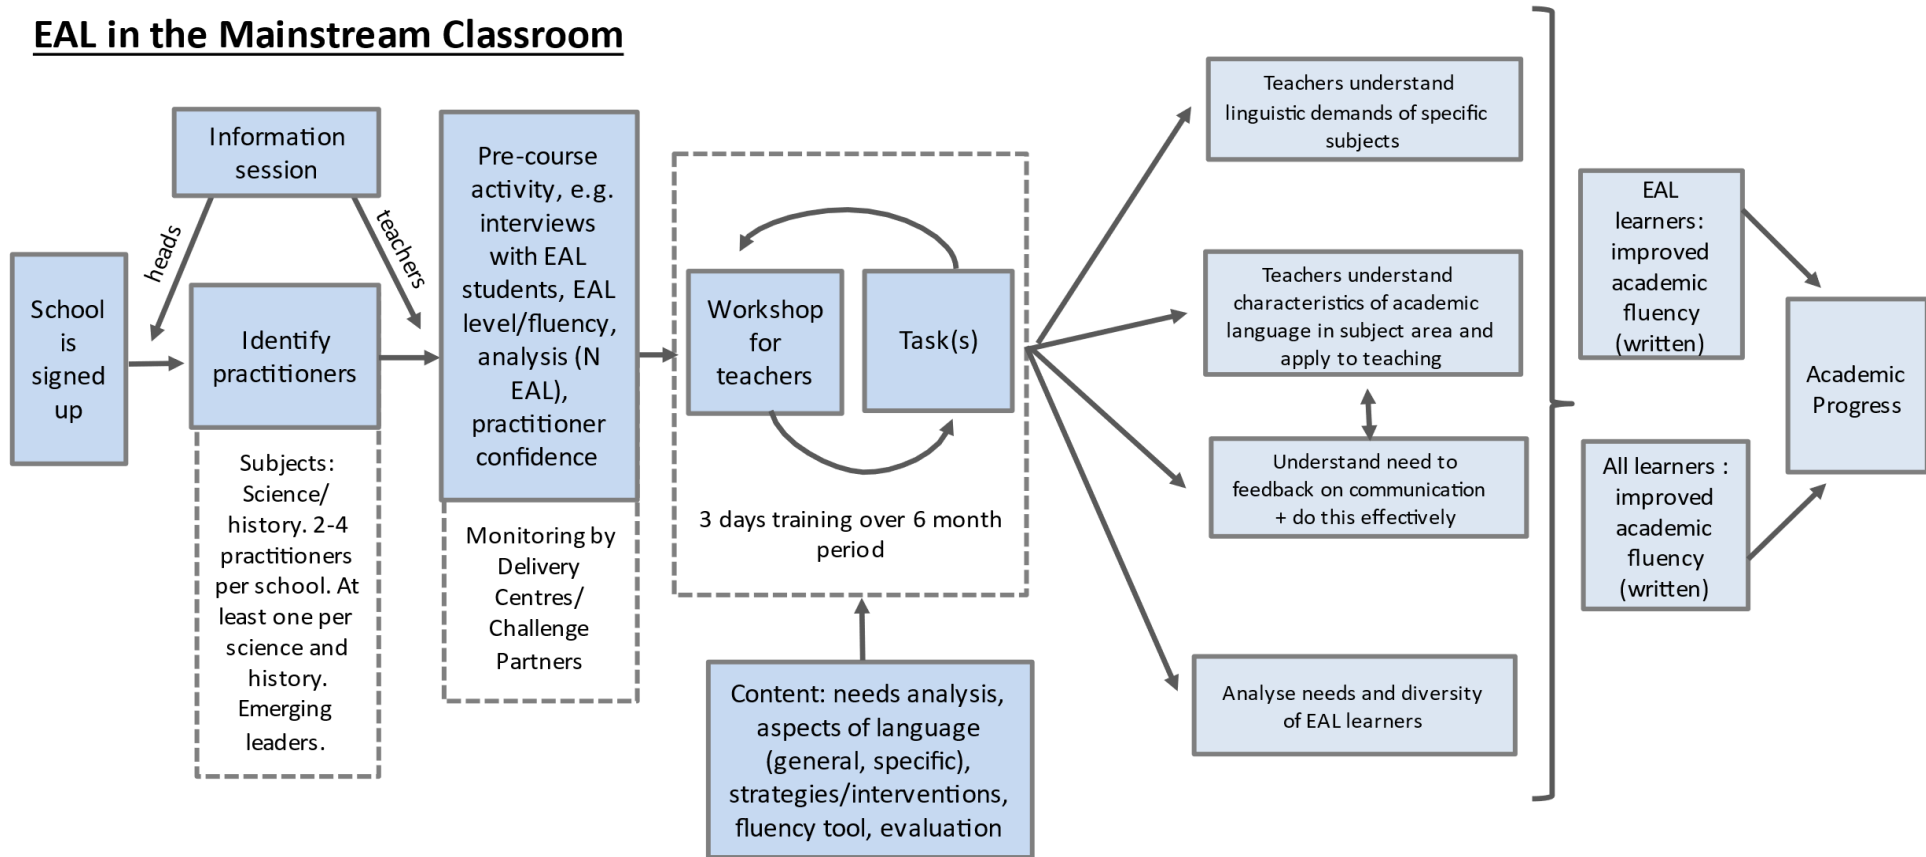 EAL in the Mainstream Classroom
Information
session
heads
teachers
School
is
signed
up
Identify
practitioners
Subjects:
Science/
history. 2-4
practitioners
per school. At
least one per
science and
history.
Emerging
leaders.
Pre-course
activity, e.g.
interviews
with EAL
students, EAL
level/fluency,
analysis (N
EAL),
practitioner
confidence
Monitoring by
Delivery
Centres/
Challenge
Partners
Workshop
for
teachers
Task(s)
3 days training over 6 month
period
Content: needs analysis,
aspects of language
(general, specific),
strategies/interventions,
fluency tool, evaluation
Teachers understand
linguistic demands of specific
subjects
Teachers understand
characteristics of academic
language in subject area and
apply to teaching
Understand need to
feedback on communication
+ do this effectively
Analyse needs and diversity
of EAL learners
EAL
learners:
improved
academic
fluency
(written)
All learners :
improved
academic
fluency
(written)
Academic
Progress